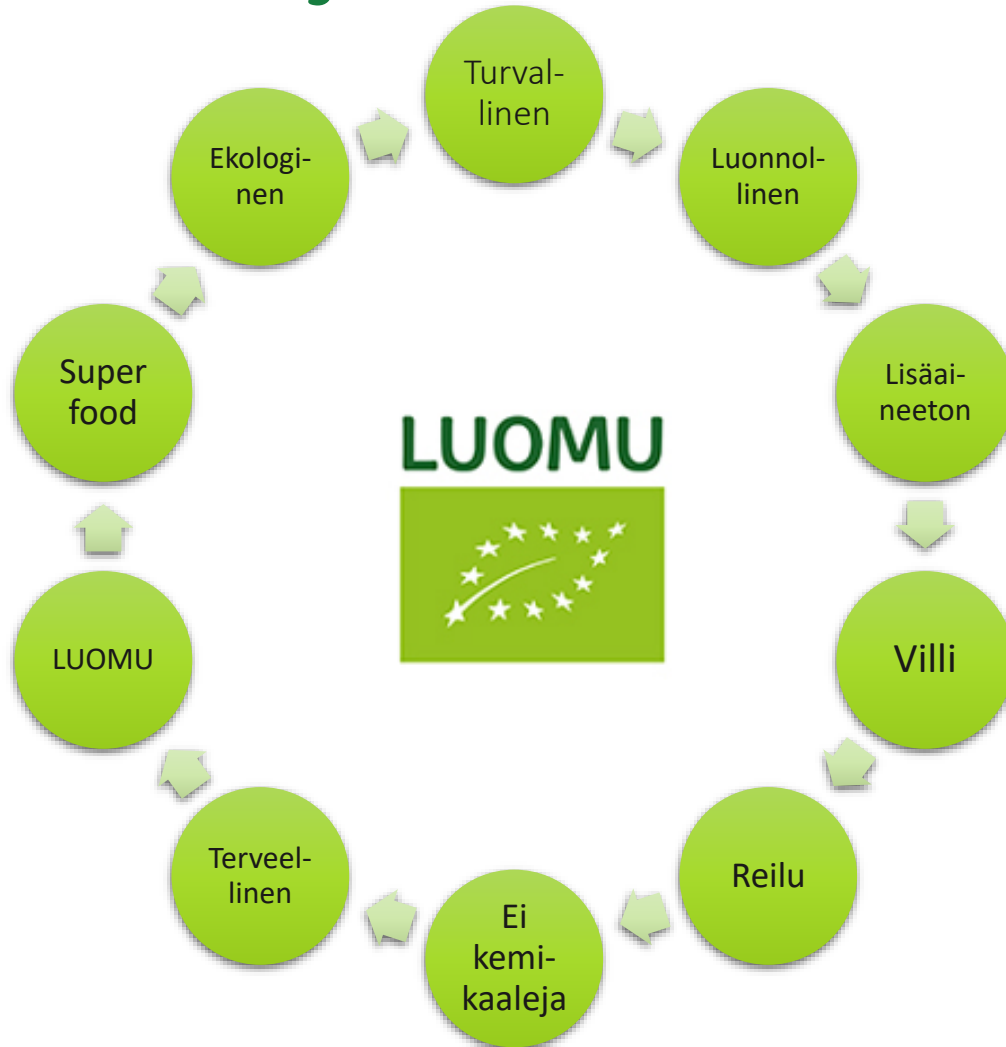 Turval-
linen
Luonnol-
linen
Lisäai-
neeton
Villi
Reilu
Ei
kemi-
kaaleja
Terveel-
linen
LUOMU
Super
food
Ekologi-
nen
LUOMU